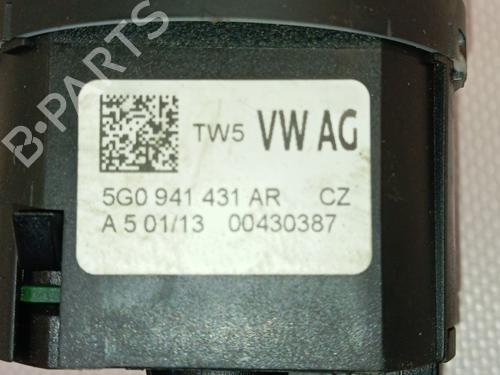 B-PARTS
TW5 VW AG
5G0 941 431 AR CZ
A 5 01/13 00430387